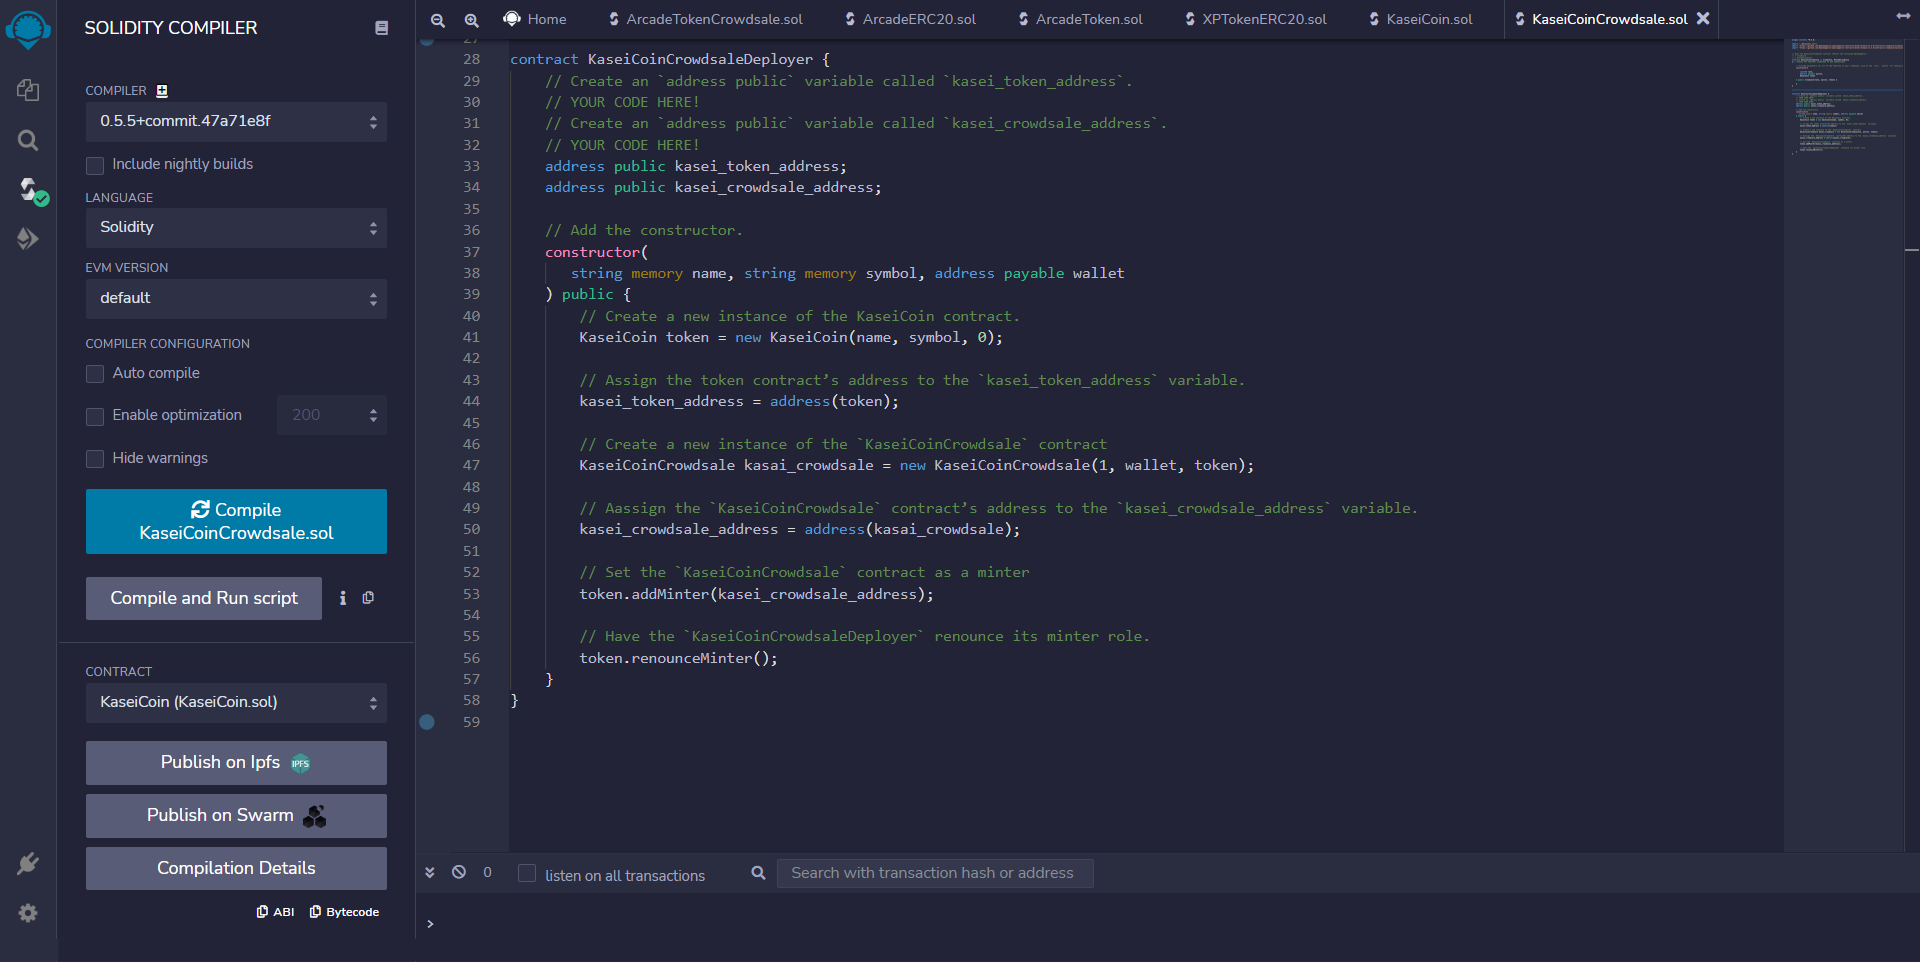 SOLIDITY COMPILER
COMPILER
0.5.5+commit.47a71e8f
Include nightly builds
LANGUAGE
Solidity
EVM VERSION
default
COMPILER CONFIGURATION
Auto compile
Enable optimization
200
Hide warnings
Compile
KaseiCoinCrowdsale.sol
Compile and Run script
CONTRACT
KaseiCoin (KaseiCoin.sol)
Publish on Ipfs IPFS
Publish on Swarm
Compilation Details
ABI Bytecode
Home ArcadeTokenCrowdsale.sol ArcadeERC20.sol ArcadeToken.sol XPTokenERC20.sol KaseiCoin.sol KaseiCoinCrowdsale.sol
27
28 contract KaseiCoinCrowdsaleDeployer {
29 // Create an `address public` variable called `kasei_token_address`.
30 // YOUR CODE HERE!
31 // Create an `address public` variable called `kasei_crowdsale_address`.
32 // YOUR CODE HERE!
33 address public kasei_token_address;
34 address public kasei_crowdsale_address;
35
36 // Add the constructor.
37 constructor(
38 string memory name, string memory symbol, address payable wallet
39 ) public {
40 // Create a new instance of the KaseiCoin contract.
41 KaseiCoin token = new KaseiCoin(name, symbol, 0);
42
43 // Assign the token contract’s address to the `kasei_token_address` variable.
44 kasei_token_address = address(token);
45
46 // Create a new instance of the `KaseiCoinCrowdsale` contract
47 KaseiCoinCrowdsale kasai_crowdsale = new KaseiCoinCrowdsale(1, wallet, token);
48
49 // Aassign the `KaseiCoinCrowdsale` contract’s address to the `kasei_crowdsale_address` variable.
50 kasei_crowdsale_address = address(kasai_crowdsale);
51
52 // Set the `KaseiCoinCrowdsale` contract as a minter
53 token.addMinter(kasei_crowdsale_address);
54
55 // Have the `KaseiCoinCrowdsaleDeployer` renounce its minter role.
56 token.renounceMinter();
57 }
58 }
59
0 listen on all transactions Search with transaction hash or address
>